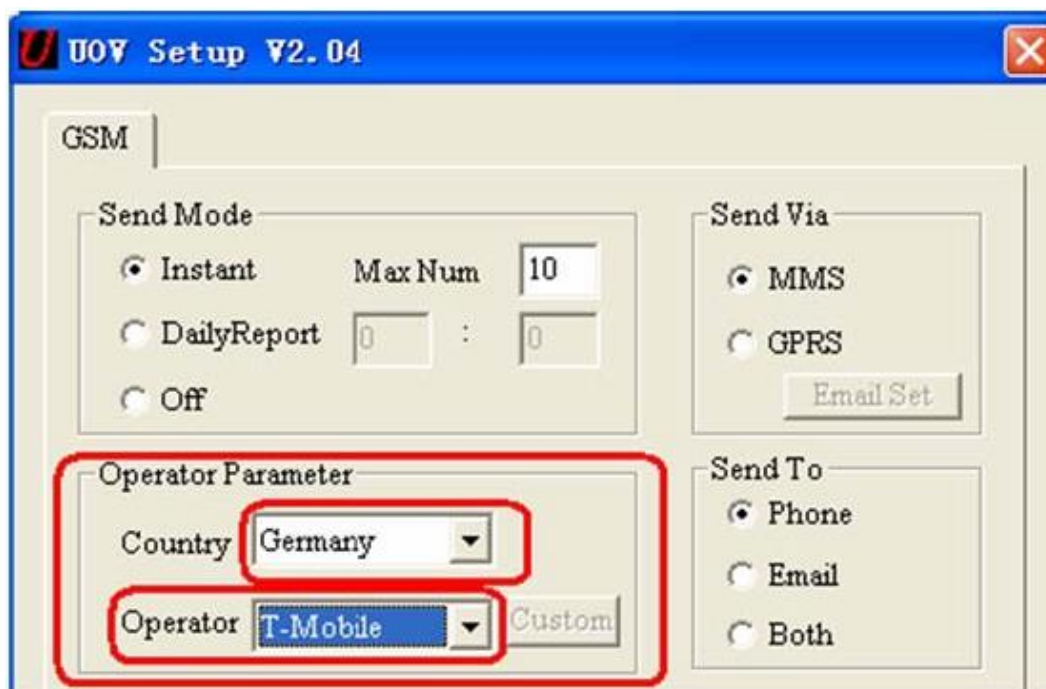 U UOV Setup V2.04
GSM
Send Mode
Instant Max Num 10
DailyReport 0 : 0
Off
Send Via
MMS
GPRS
Email Set
Operator Parameter
Country Germany
Operator T-Mobile Custom
Send To
Phone
Email
Both